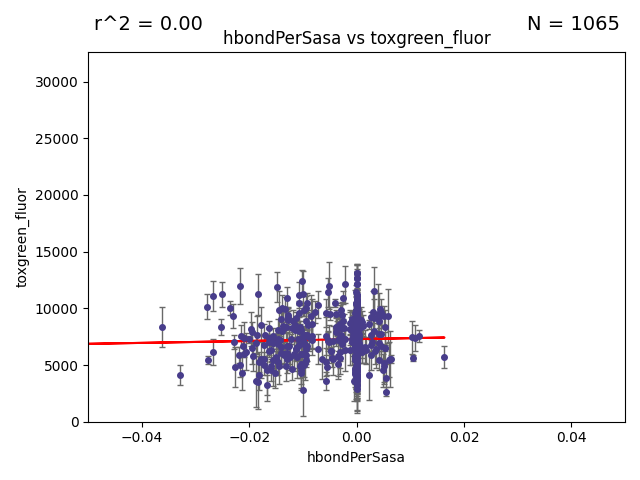 r^2 = 0.00
N = 1065
hbondPerSasa vs toxgreen_fluor
30000
25000
20000
15000
10000
5000
0
toxgreen_fluor
−0.04
−0.02
0.00
0.02
0.04
hbondPerSasa